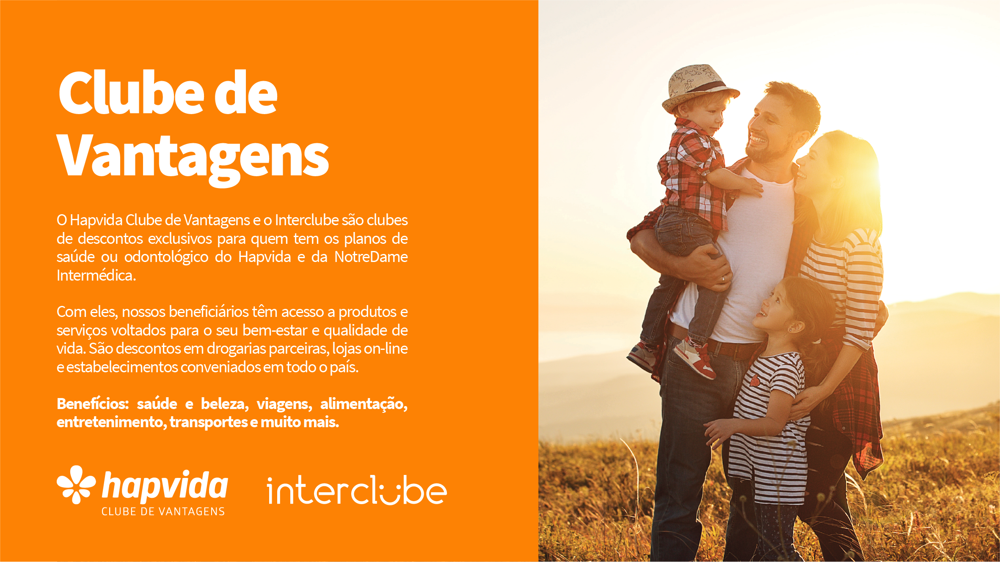 Clube de
Vantagens
O Hapvida Clube de Vantagens e o Interclube são clubes
de descontos exclusivos para quem tem os planos de
saúde ou odontológico do Hapvida e da NotreDame
Intermédica.
Com eles, nossos beneficiários têm acesso a produtos e
serviços voltados para o seu bem-estar e qualidade de
vida. São descontos em drogarias parceiras, lojas on-line
e estabelecimentos conveniados em todo o país.
Benefícios: saúde e beleza, viagens, alimentação,
entretenimento, transportes e muito mais.
hapvida
CLUBE DE VANTAGENS
interclube